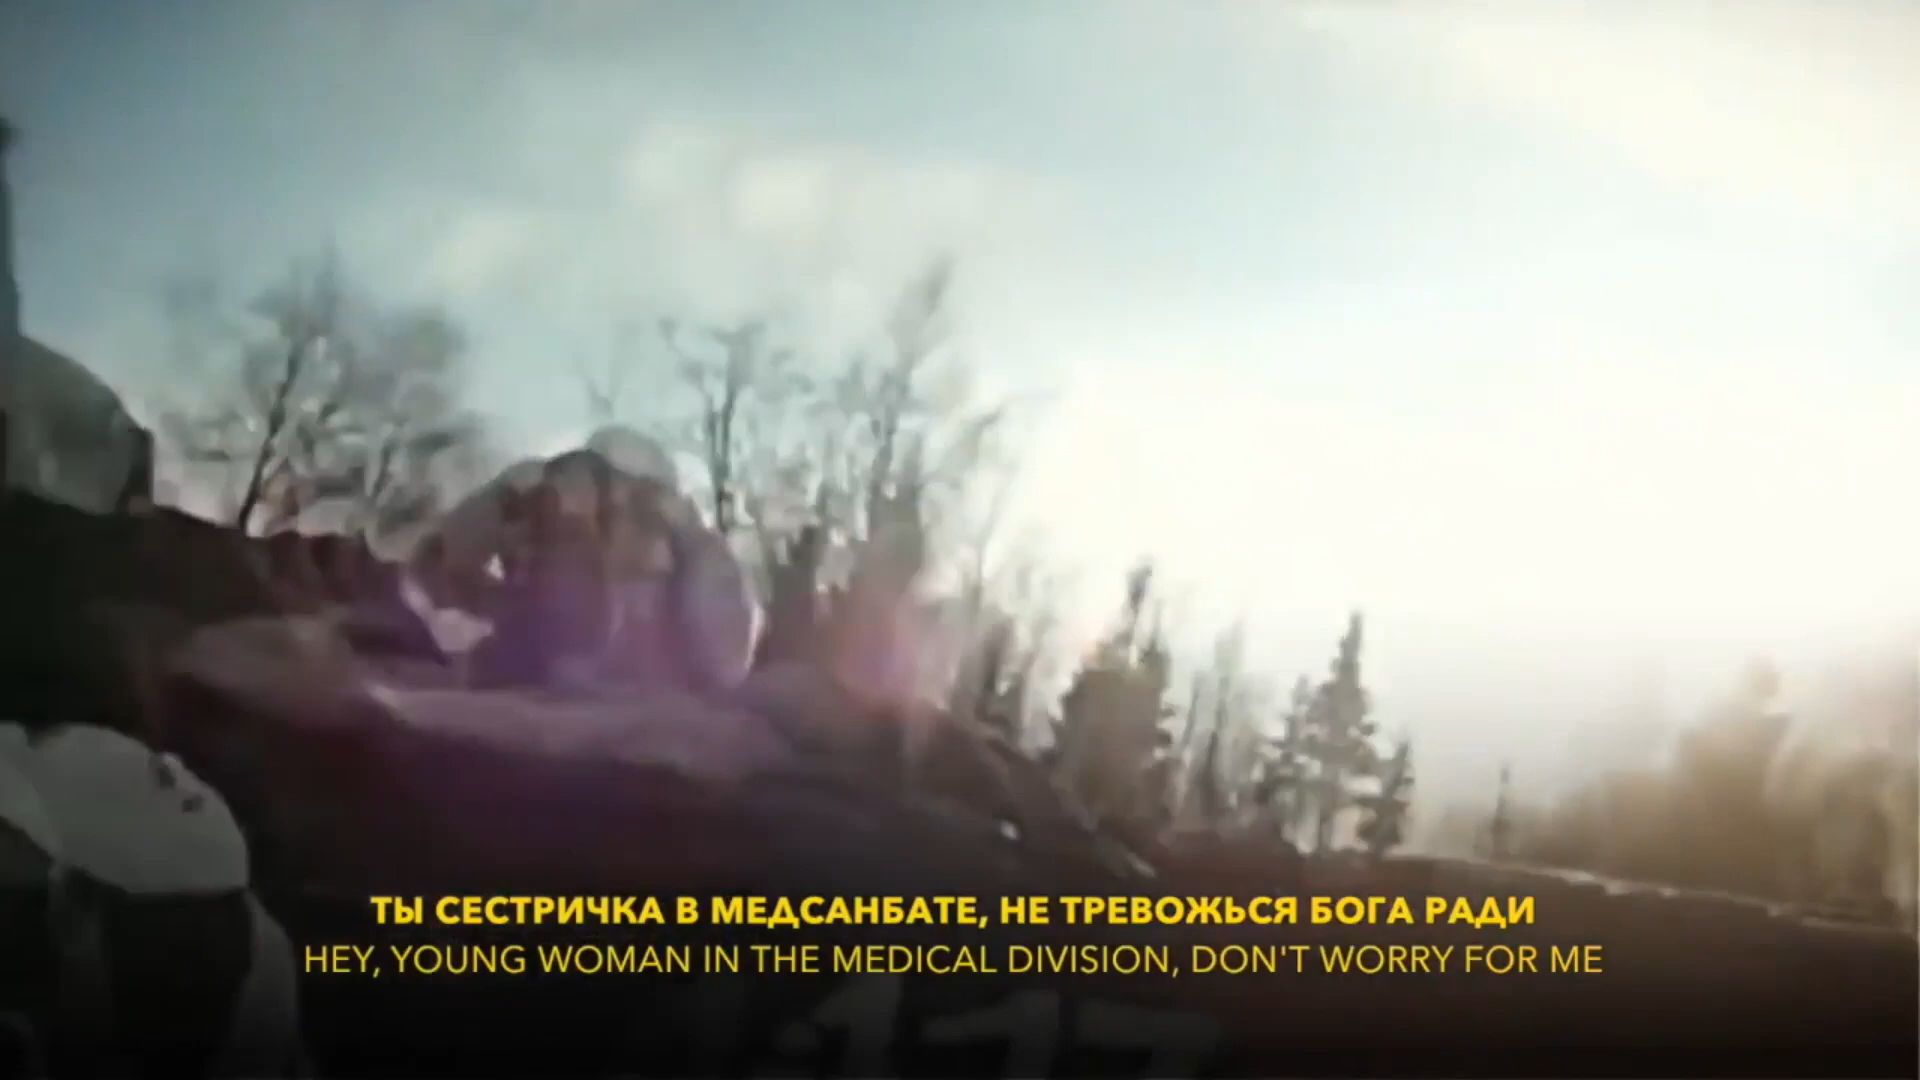 ТЫ СЕСТРИЧКА В МЕДСАНБАТЕ, НЕ ТРЕВОЖЬСЯ БОГА РАДИ
HEY, YOUNG WOMAN IN THE MEDICAL DIVISION, DON'T WORRY FOR ME